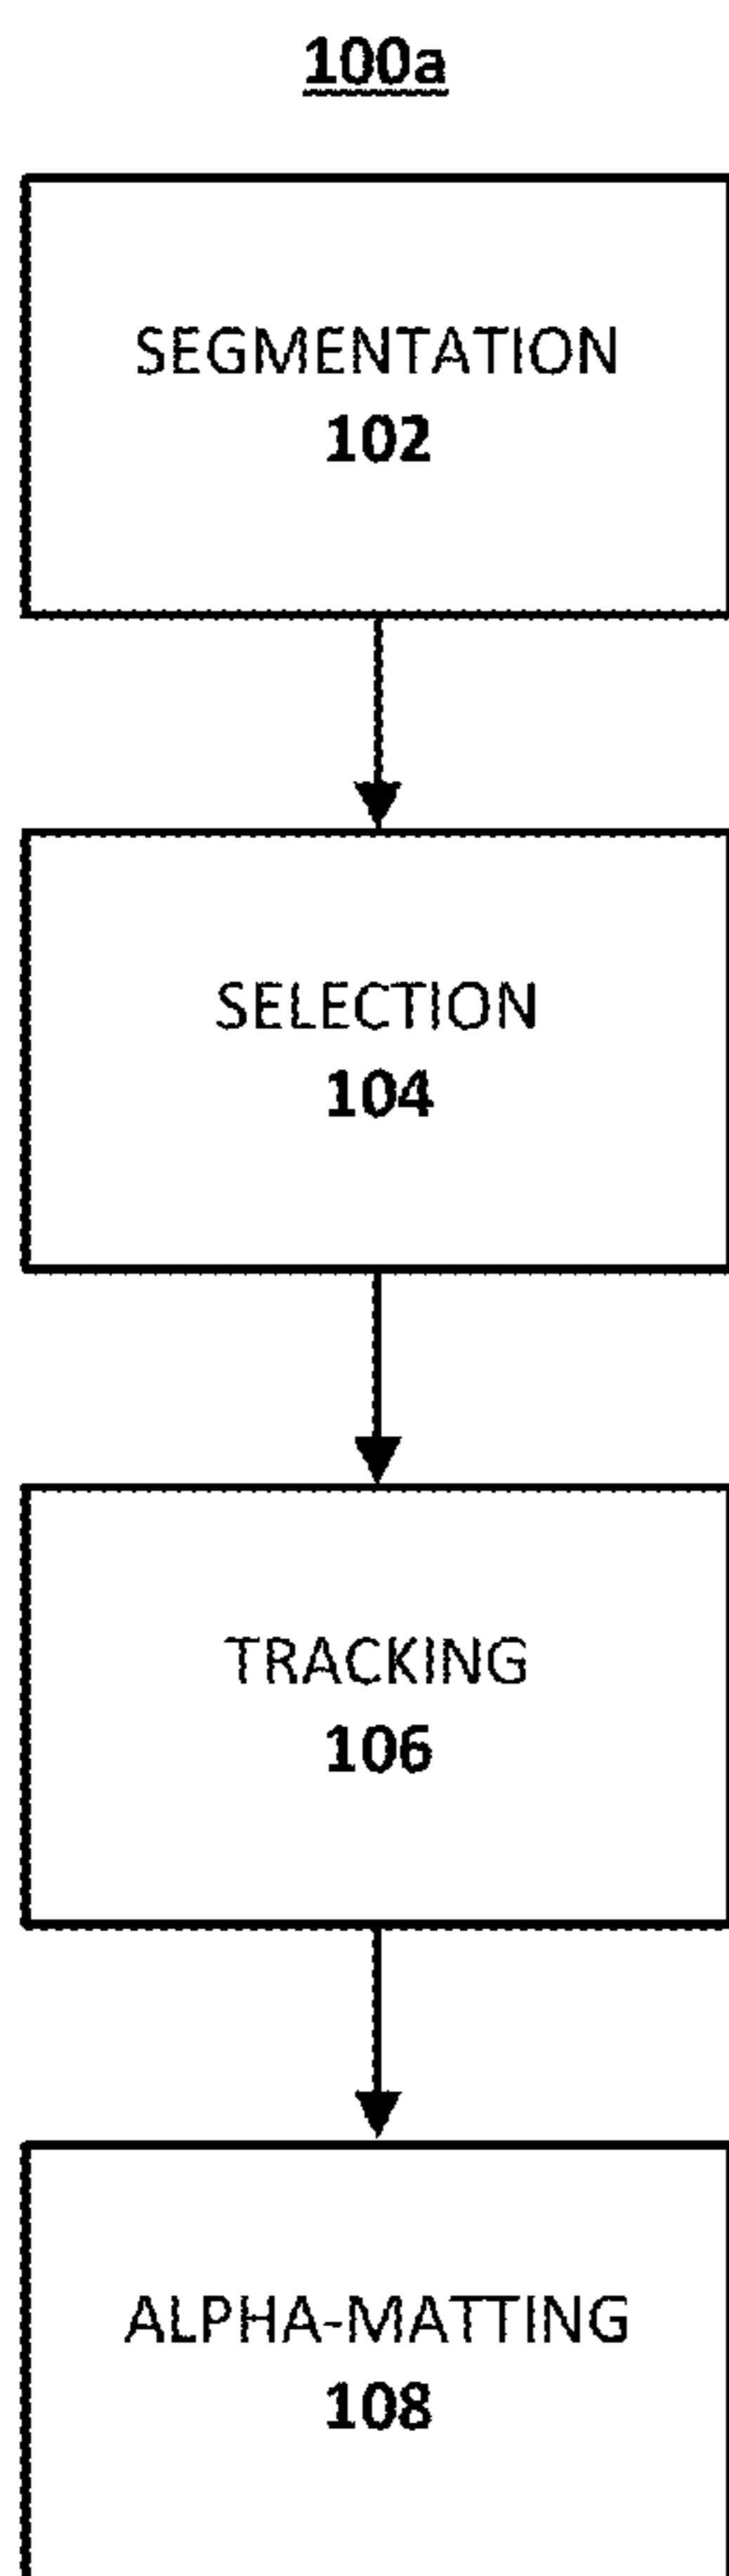 100a
SEGMENTATION
102
SELECTION
104
TRACKING
106
ALPHA-MATTING
108